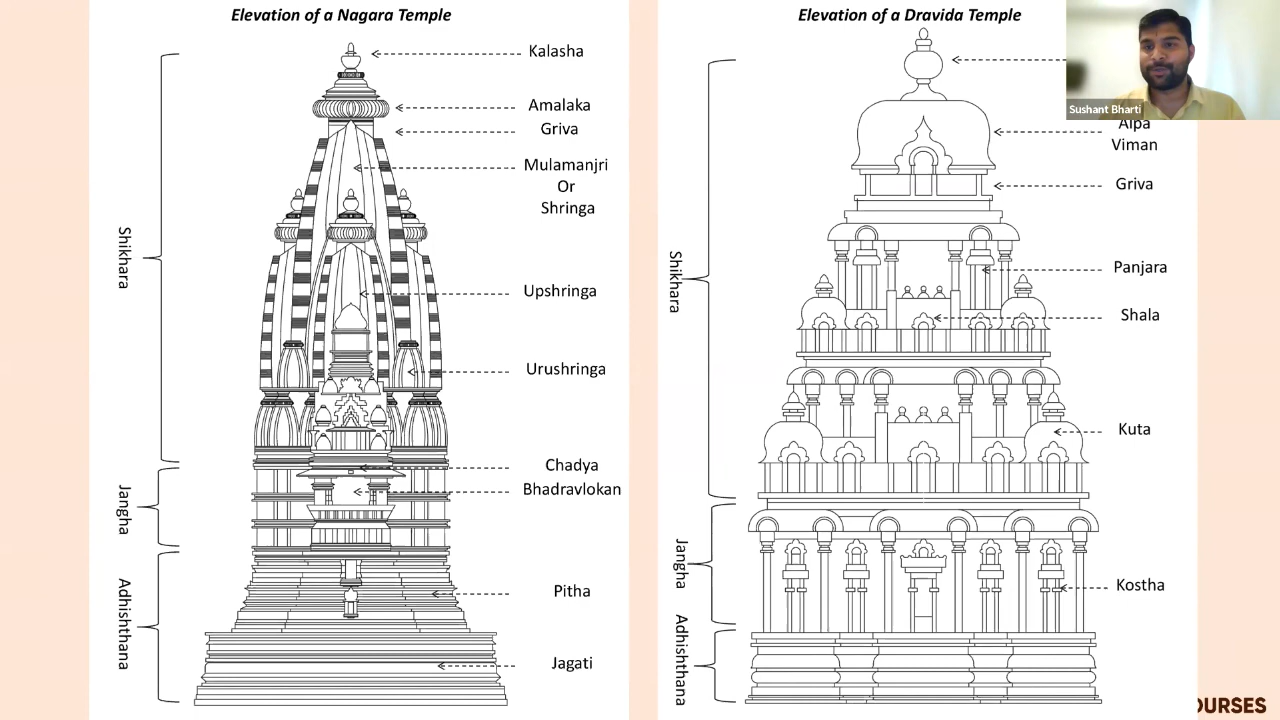 Elevation of a Nagara Temple
Kalasha
Amalaka
Griva
Mulamanjri
Or
Shringa
Upshringa
Urushringa
Chadya
Bhadravlokan
Pitha
Jagati
Shikhara
Jangha
Adhishthana
Elevation of a Dravida Temple
Sushant Bharti
Alpa
Viman
Griva
Panjara
Shala
Kuta
Kostha
Shikhara
Jangha
Adhishthana